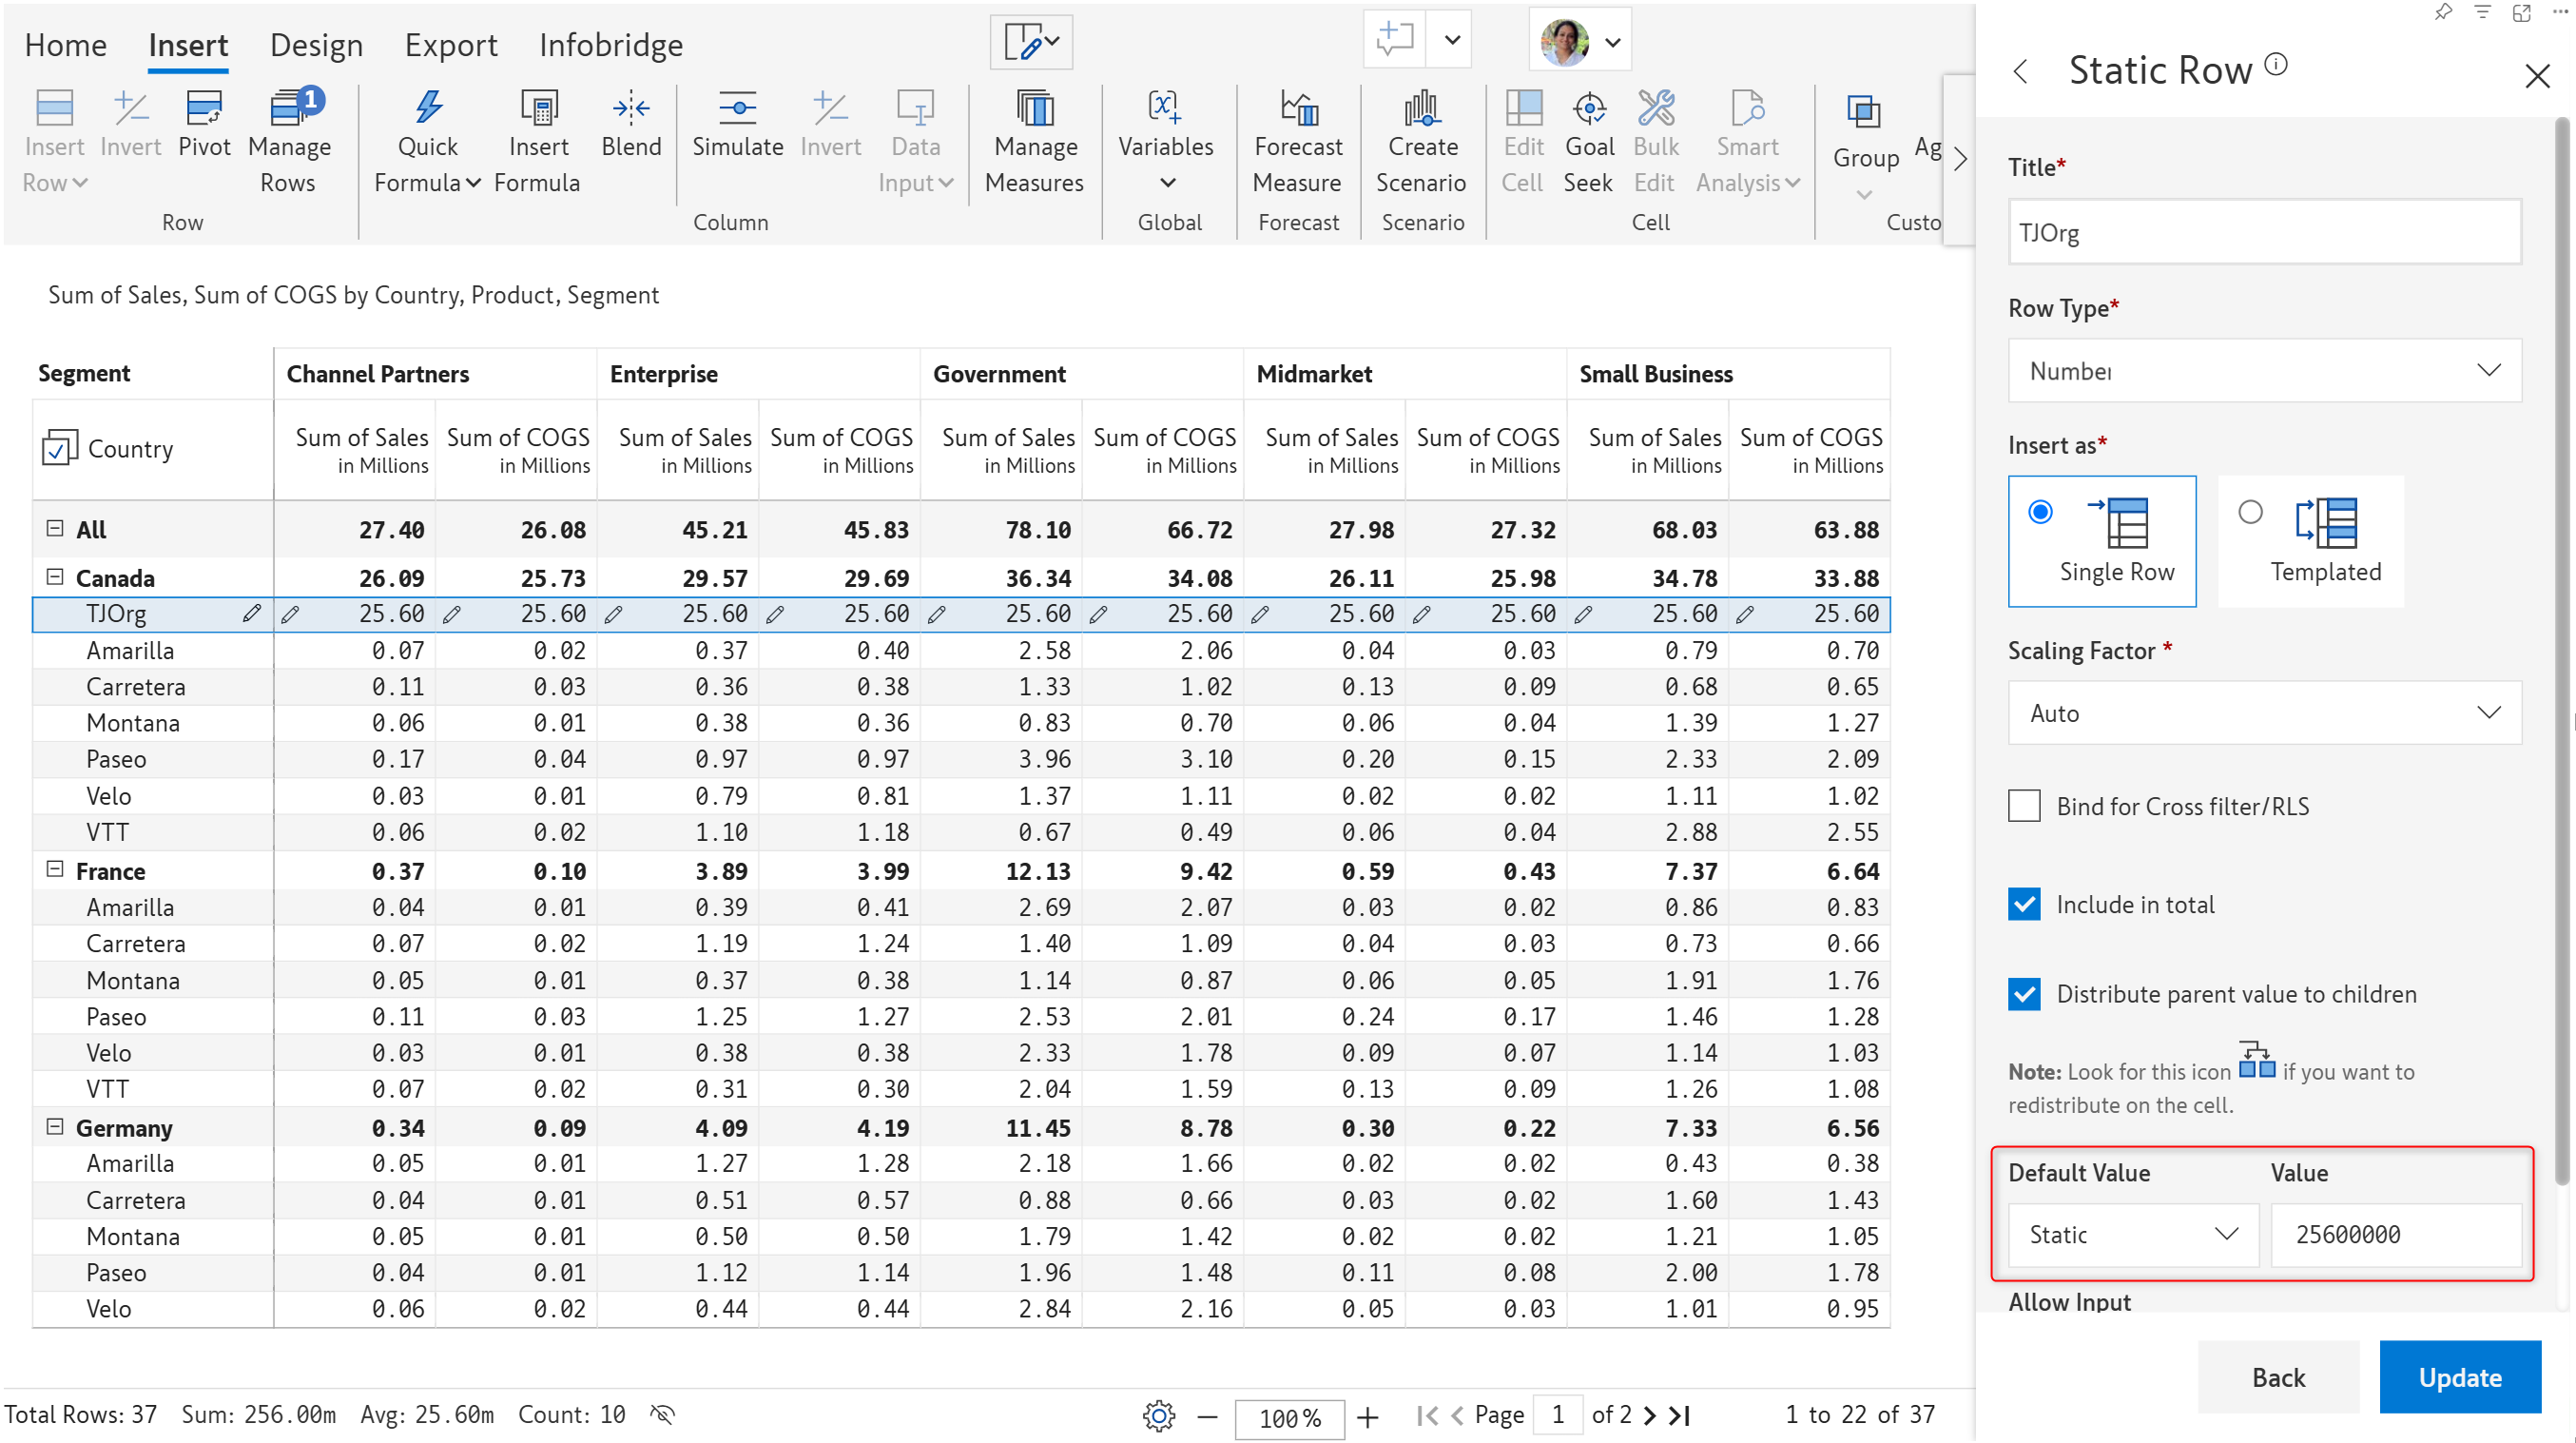 Home Insert Design Export Infobridge
Insert Row Invert Pivot Manage Rows 1 Quick Formula Insert Formula Blend Simulate Invert Data Input Manage Measures Variables Forecast Measure Create Scenario Edit Cell Goal Seek Bulk Edit Smart Analysis Group Ag
Row Column Global Forecast Scenario Cell Custo
Sum of Sales, Sum of COGS by Country, Product, Segment
Segment Channel Partners Enterprise Government Midmarket Small Business
Country Sum of Sales in Millions Sum of COGS in Millions Sum of Sales in Millions Sum of COGS in Millions Sum of Sales in Millions Sum of COGS in Millions Sum of Sales in Millions Sum of COGS in Millions Sum of Sales in Millions Sum of COGS in Millions
All 27.40 26.08 45.21 45.83 78.10 66.72 27.98 27.32 68.03 63.88
Canada 26.09 25.73 29.57 29.69 36.34 34.08 26.11 25.98 34.78 33.88
TJOrg 25.60 25.60 25.60 25.60 25.60 25.60 25.60 25.60 25.60 25.60
Amarilla 0.07 0.02 0.37 0.40 2.58 2.06 0.04 0.03 0.79 0.70
Carretera 0.11 0.03 0.36 0.38 1.33 1.02 0.13 0.09 0.68 0.65
Montana 0.06 0.01 0.38 0.36 0.83 0.70 0.06 0.04 1.39 1.27
Paseo 0.17 0.04 0.97 0.97 3.96 3.10 0.20 0.15 2.33 2.09
Velo 0.03 0.01 0.79 0.81 1.37 1.11 0.02 0.02 1.11 1.02
VTT 0.06 0.02 1.10 1.18 0.67 0.49 0.06 0.04 2.88 2.55
France 0.37 0.10 3.89 3.99 12.13 9.42 0.59 0.43 7.37 6.64
Amarilla 0.04 0.01 0.39 0.41 2.69 2.07 0.03 0.02 0.86 0.83
Carretera 0.07 0.02 1.19 1.24 1.40 1.09 0.04 0.03 0.73 0.66
Montana 0.05 0.01 0.37 0.38 1.14 0.87 0.06 0.05 1.91 1.76
Paseo 0.11 0.03 1.25 1.27 2.53 2.01 0.24 0.17 1.46 1.28
Velo 0.03 0.01 0.38 0.38 2.33 1.78 0.09 0.07 1.14 1.03
VTT 0.07 0.02 0.31 0.30 2.04 1.59 0.13 0.09 1.26 1.08
Germany 0.34 0.09 4.09 4.19 11.45 8.78 0.30 0.22 7.33 6.56
Amarilla 0.05 0.01 1.27 1.28 2.18 1.66 0.02 0.02 0.43 0.38
Carretera 0.04 0.01 0.51 0.57 0.88 0.66 0.03 0.02 1.60 1.43
Montana 0.05 0.01 0.50 0.50 1.79 1.42 0.02 0.02 1.21 1.05
Paseo 0.04 0.01 1.12 1.14 1.96 1.48 0.11 0.08 2.00 1.78
Velo 0.06 0.02 0.44 0.44 2.84 2.16 0.05 0.03 1.01 0.95
Total Rows: 37 Sum: 256.00m Avg: 25.60m Count: 10 100% Page 1 of 2 1 to 22 of 37
Static Row
Title*
TJOrg
Row Type*
Number
Insert as*
Single Row Templated
Scaling Factor *
Auto
Bind for Cross filter/RLS
Include in total
Distribute parent value to children
Note: Look for this icon if you want to
redistribute on the cell.
Default Value Value
Static 25600000
Allow Input
Back Update